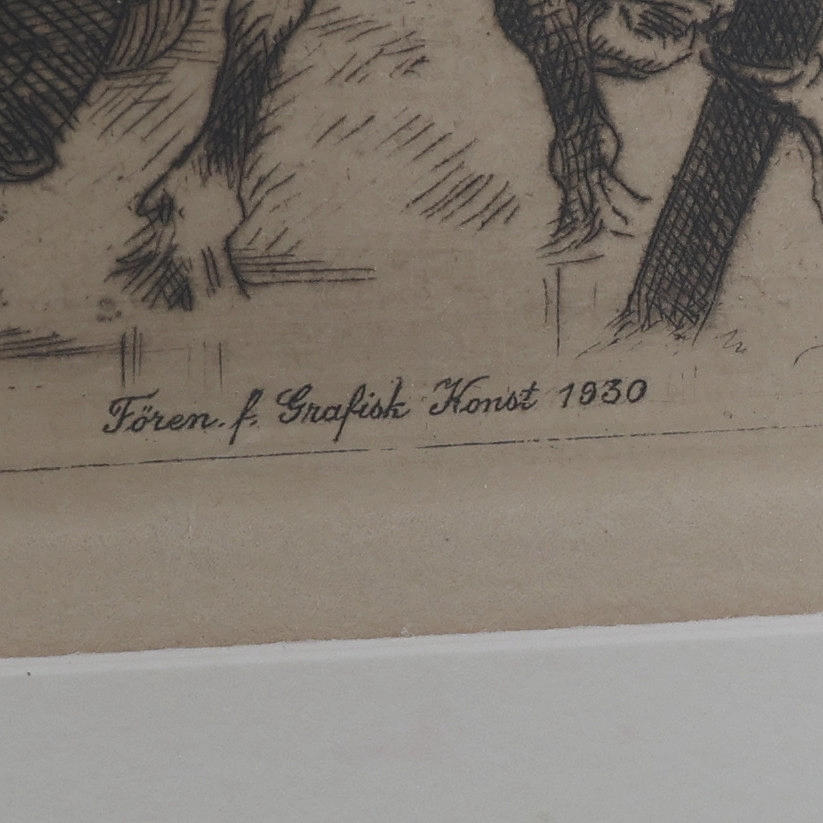 Fören. f. Grafisk Konst 1930